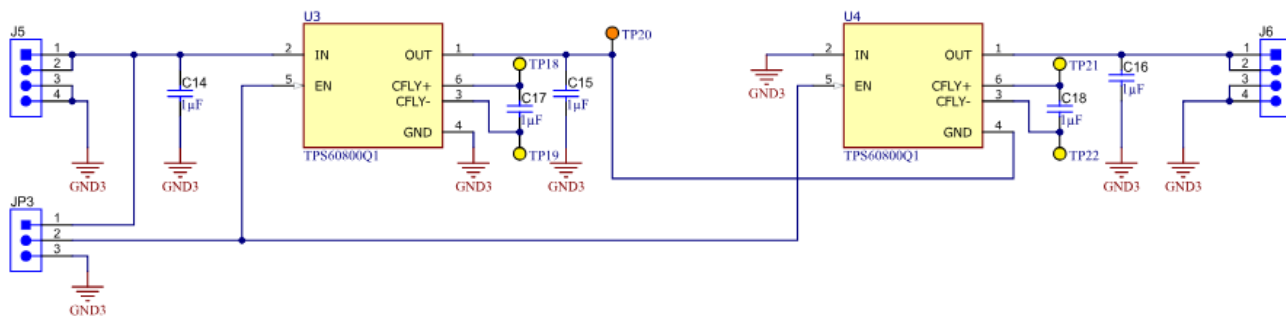 U3
U4
J5
J6
TP20
1
2
3
4
2
IN
OUT
1
TP18
C14
1µF
5
EN
CFLY+
6
CFLY-
3
C17
1µF
C15
1µF
GND
4
TPS60800Q1
TP19
GND3
GND3
GND3
GND3
2
IN
OUT
1
GND3
TP21
C16
1µF
5
EN
CFLY+
6
CFLY-
3
C18
1µF
GND
4
TPS60800Q1
TP22
GND3
GND3
1
2
3
4
JP3
1
2
3
GND3